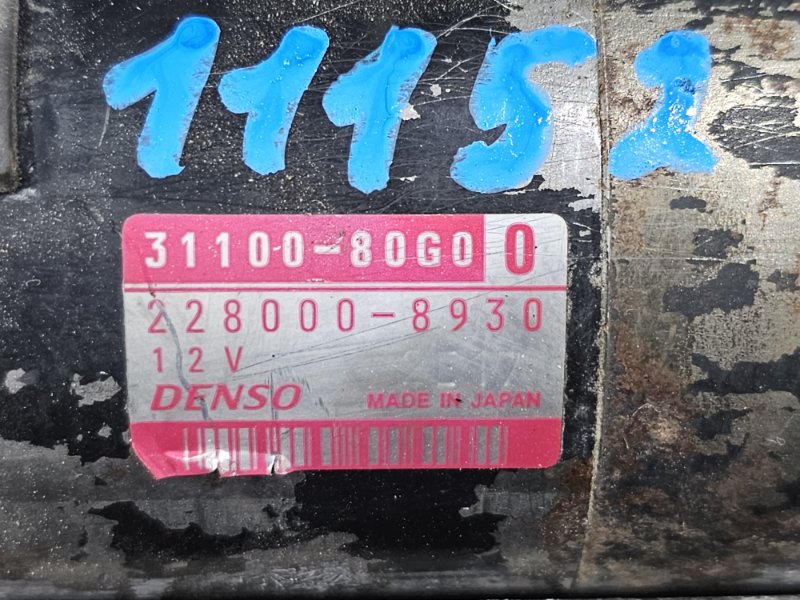 11152
31100-80G0 0
228000-8930
12V
DENSO MADE IN JAPAN